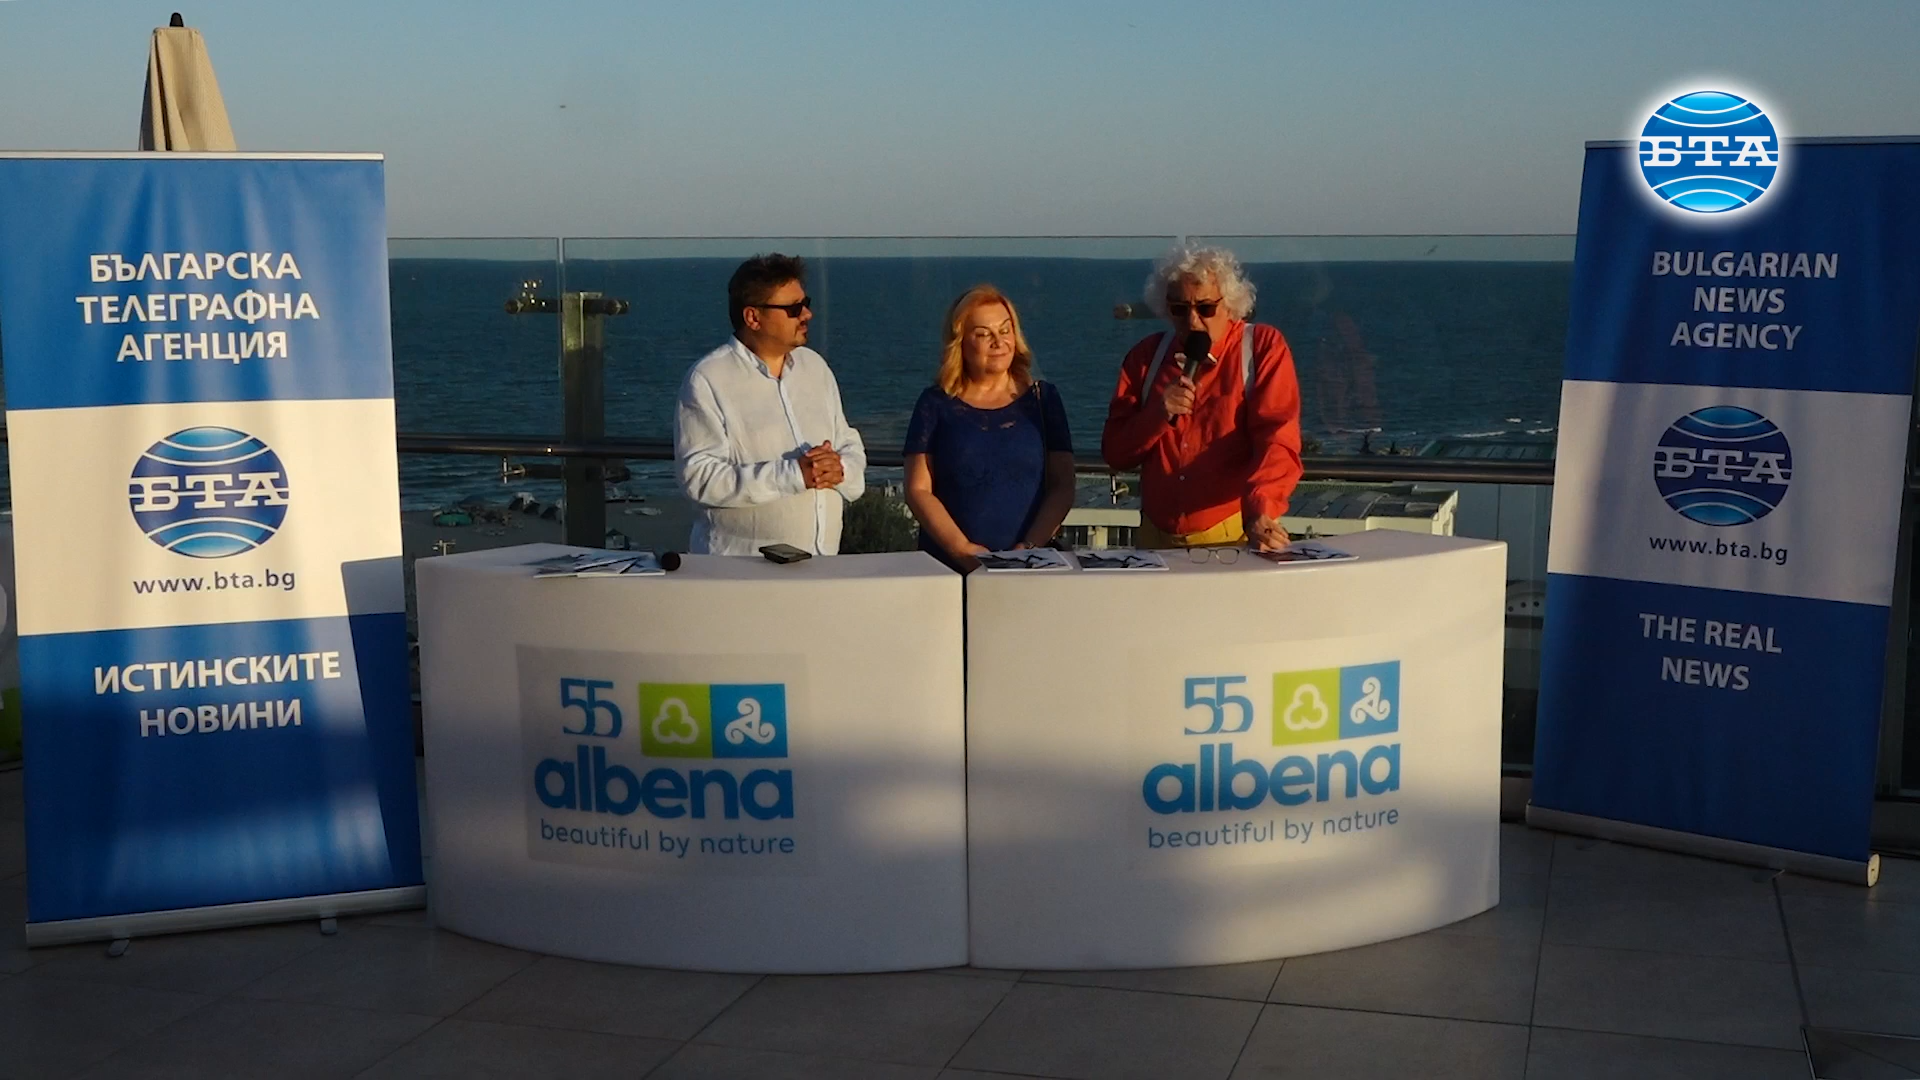 БТА
БЪЛГАРСКА
ТЕЛЕГРАФНА
АГЕНЦИЯ
БТА
www.bta.bg
ИСТИНСКИТЕ
НОВИНИ
55
albena
beautiful by nature
55
albena
beautiful by nature
BULGARIAN
NEWS
AGENCY
БТА
www.bta.bg
THE REAL
NEWS